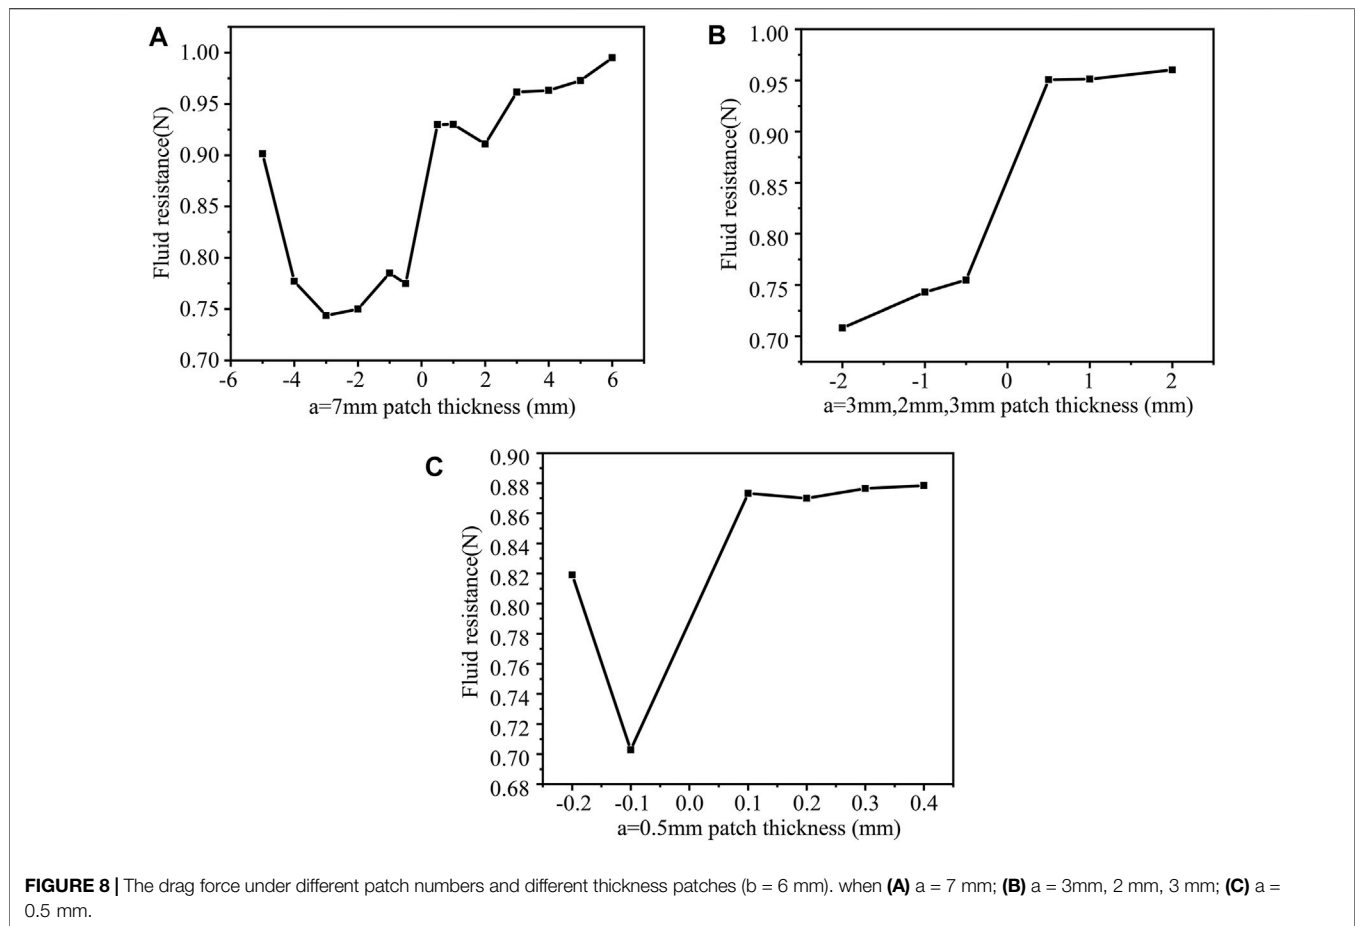 A
1.00
0.95
0.90
0.85
0.80
0.75
0.70
Fluid resistance(N)
-6 -4 -2 0 2 4 6
a=7mm patch thickness (mm)
B
1.00
0.95
0.90
0.85
0.80
0.75
0.70
Fluid resistance(N)
-2 -1 0 1 2
a=3mm,2mm,3mm patch thickness (mm)
C
0.90
0.88
0.86
0.84
0.82
0.80
0.78
0.76
0.74
0.72
0.70
0.68
Fluid resistance(N)
-0.2 -0.1 0.0 0.1 0.2 0.3 0.4
a=0.5mm patch thickness (mm)
FIGURE 8 | The drag force under different patch numbers and different thickness patches (b = 6 mm). when (A) a = 7 mm; (B) a = 3mm, 2 mm, 3 mm; (C) a =
0.5 mm.